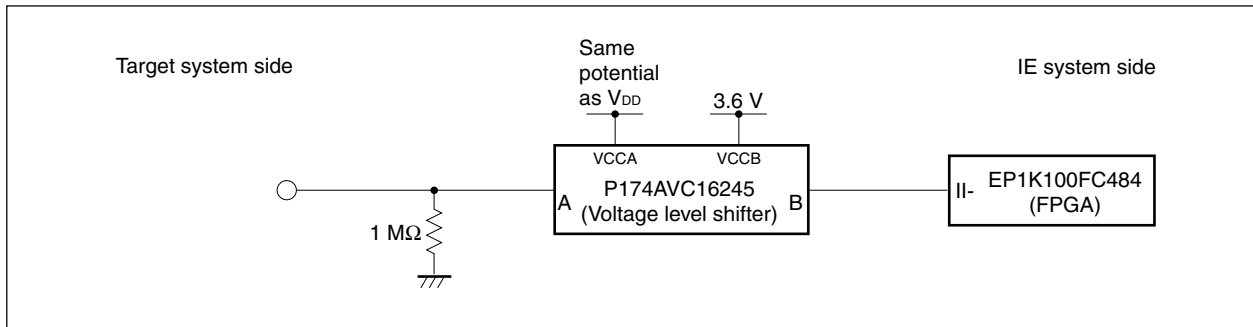 Target system side
Same
potential
as VDD
3.6 V
IE system side
VCCA
VCCB
A
P174AVC16245
(Voltage level shifter)
B
II-
EP1K100FC484
(FPGA)
1 MΩ